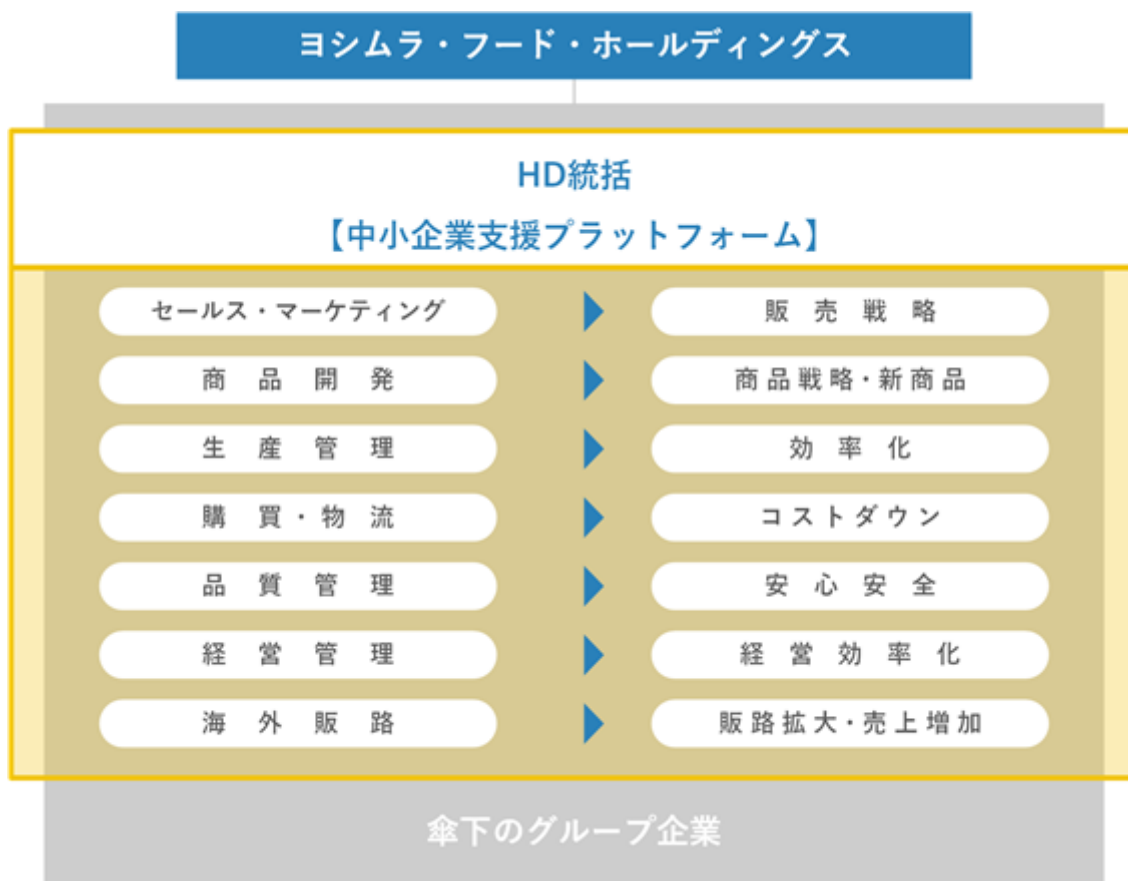 ヨシムラ・フード・ホールディングス
HD統括
【中小企業支援プラットフォーム】
セールス・マーケティング
販売戦略
商品開発
商品戦略・新商品
生産管理
効率化
購買・物流
コストダウン
品質管理
安心安全
経営管理
経営効率化
海外販路
販路拡大・売上増加
傘下のグループ企業